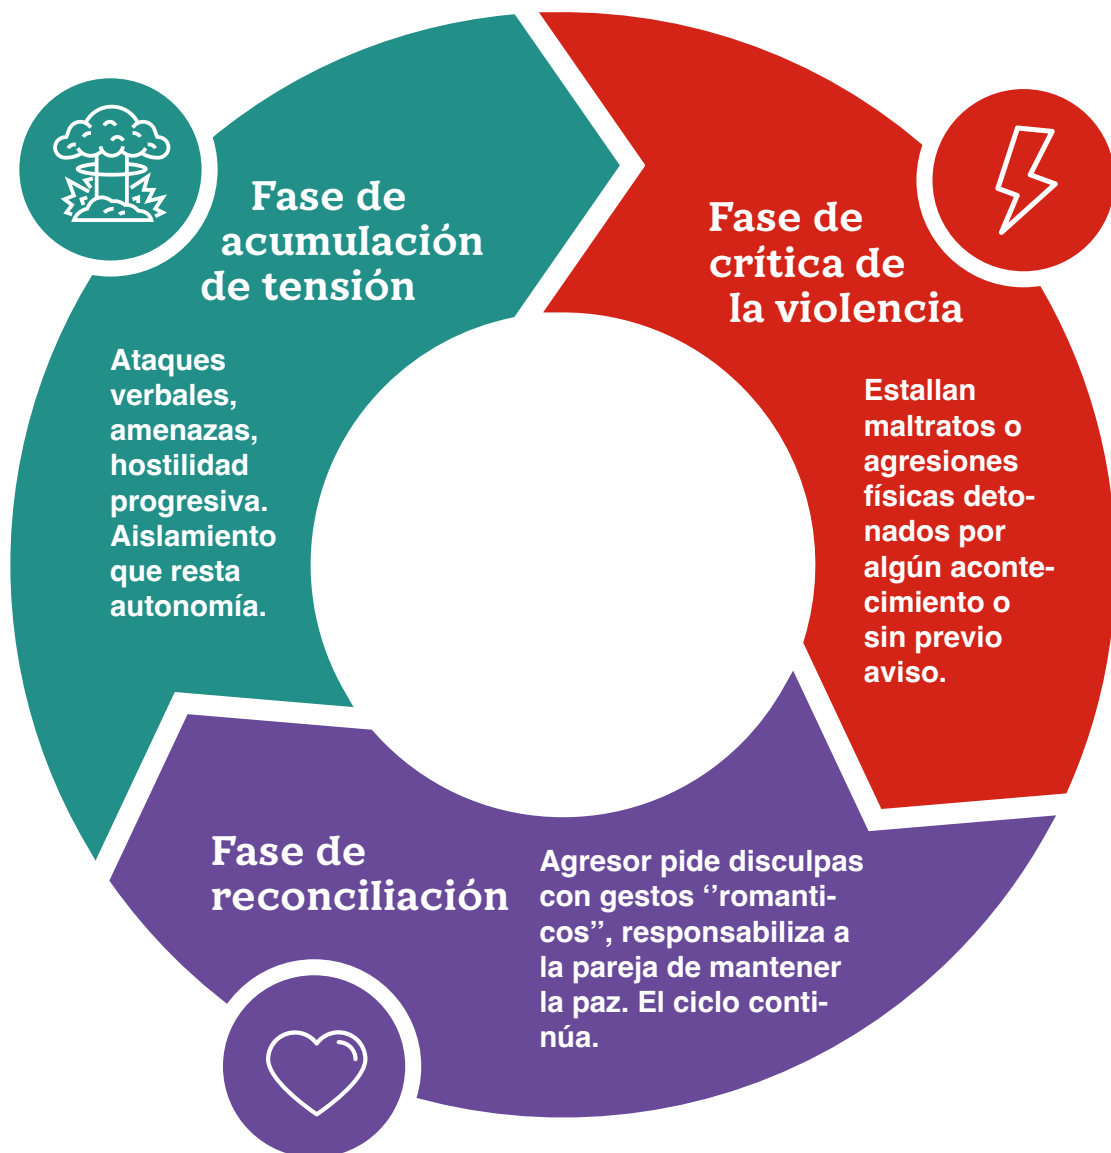 Fase de
acumulación
de tensión
Ataques
verbales,
amenazas,
hostilidad
progresiva.
Aislamiento
que resta
autonomía.
Fase de
crítica de
la violencia
Estallan
maltratos o
agresiones
físicas deto-
nados por
algún aconte-
cimiento o
sin previo
aviso.
Fase de
reconciliación
Agresor pide disculpas
con gestos ‘’romanti-
cos’’, responsabiliza a
la pareja de mantener
la paz. El ciclo conti-
núa.